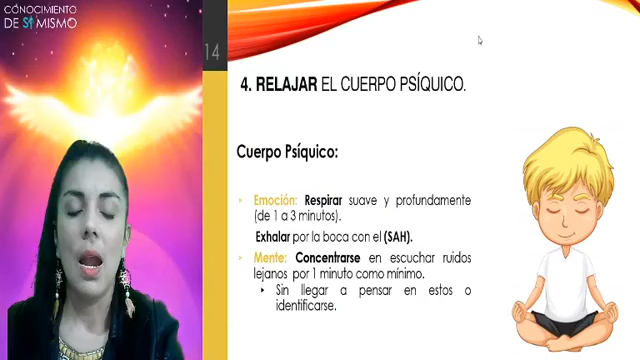 CONOCIMIENTO
DE SÍ MISMO
14
4. RELAJAR EL CUERPO PSÍQUICO.
Cuerpo Psíquico:
Emoción: Respirar suave y profundamente
(de 1 a 3 minutos).
Exhalar por la boca con el (SAH).
Mente: Concentrarse en escuchar ruidos
lejanos por 1 minuto como mínimo.
Sin llegar a pensar en estos o
identificarse.